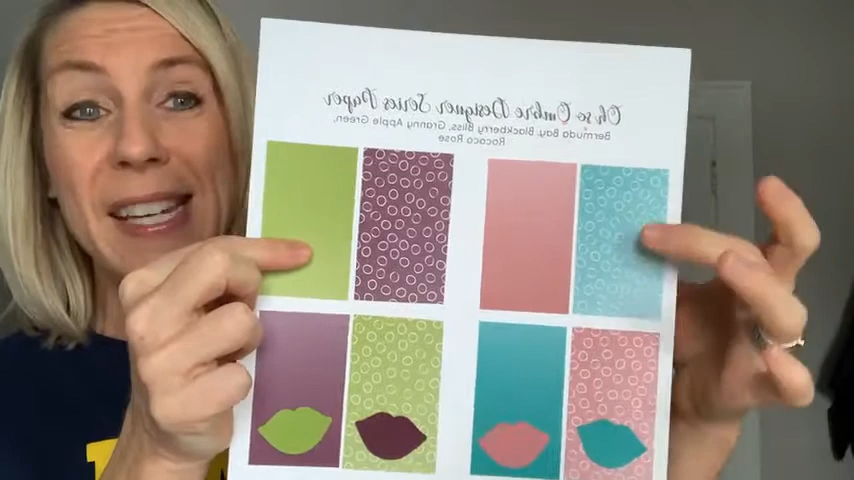 Oh so Ombre Designer Series Paper
Bermuda Bay, Blackberry Bliss, Granny Apple Green,
Rococo Rose